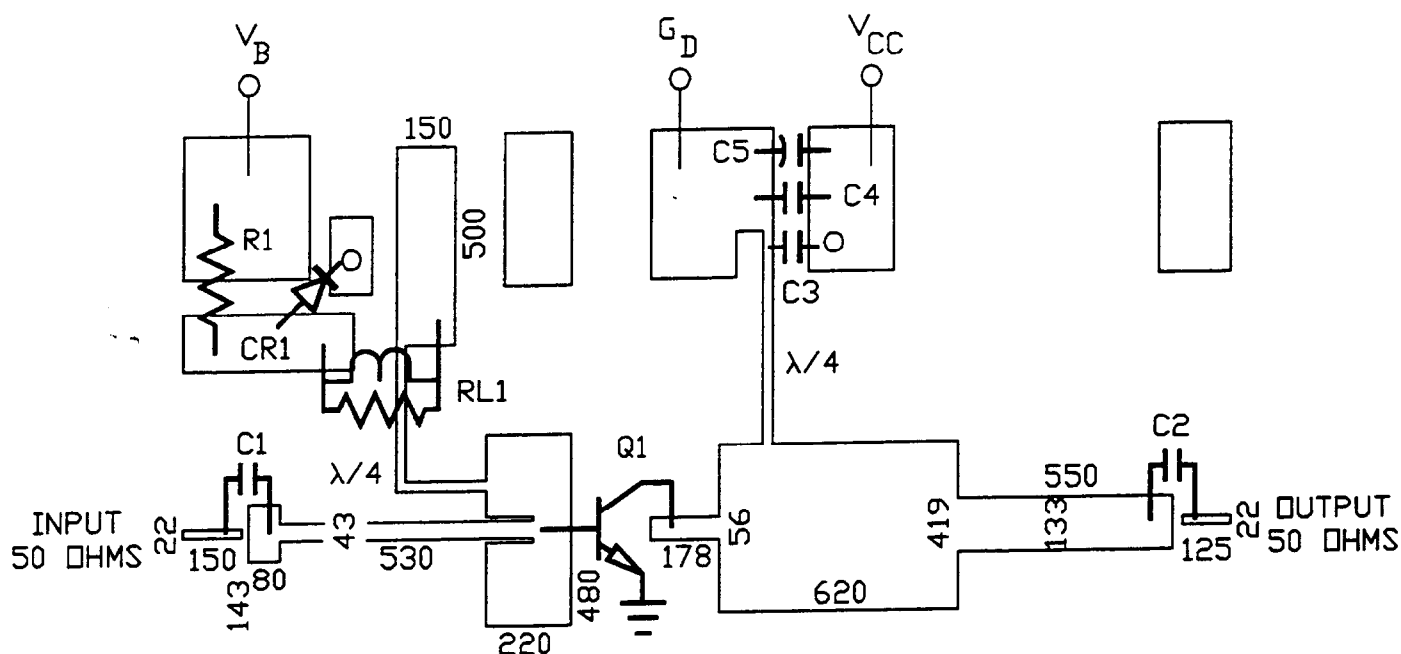 V_B
G_D
V_CC
150
C5
C4
R1
500
C3
CR1
λ/4
RL1
C1
Q1
C2
λ/4
550
INPUT
50 OHMS
22
150
43
530
56
419
133
125
22
OUTPUT
50 OHMS
143
80
480
178
620
220